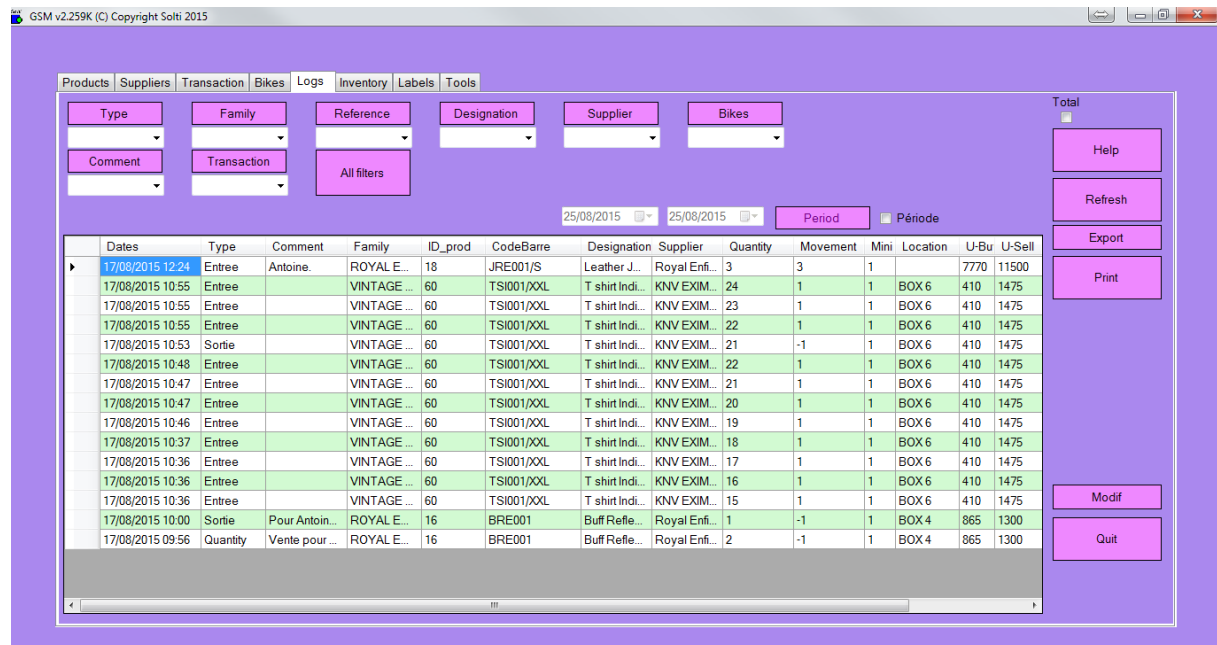 GSM v2.259K (C) Copyright Solti 2015
Products Suppliers Transaction Bikes Logs Inventory Labels Tools
Type Family Reference Designation Supplier Bikes Total
Help
Comment Transaction All filters
Refresh
25/08/2015 25/08/2015 Period Période
Export
Print
Dates Type Comment Family ID_prod CodeBarre Designation Supplier Quantity Movement Mini Location U-Bu U-Sell
17/08/2015 12:24 Entree Antoine. ROYAL E... 18 JRE001/S Leather J... Royal Enfi... 3 3 1 7770 11500
17/08/2015 10:55 Entree VINTAGE ... 60 TSI001/XXL T shirt Indi... KNV EXIM... 24 1 1 BOX 6 410 1475
17/08/2015 10:55 Entree VINTAGE ... 60 TSI001/XXL T shirt Indi... KNV EXIM... 23 1 1 BOX 6 410 1475
17/08/2015 10:55 Entree VINTAGE ... 60 TSI001/XXL T shirt Indi... KNV EXIM... 22 1 1 BOX 6 410 1475
17/08/2015 10:53 Sortie VINTAGE ... 60 TSI001/XXL T shirt Indi... KNV EXIM... 21 -1 1 BOX 6 410 1475
17/08/2015 10:48 Entree VINTAGE ... 60 TSI001/XXL T shirt Indi... KNV EXIM... 22 1 1 BOX 6 410 1475
17/08/2015 10:47 Entree VINTAGE ... 60 TSI001/XXL T shirt Indi... KNV EXIM... 21 1 1 BOX 6 410 1475
17/08/2015 10:47 Entree VINTAGE ... 60 TSI001/XXL T shirt Indi... KNV EXIM... 20 1 1 BOX 6 410 1475
17/08/2015 10:46 Entree VINTAGE ... 60 TSI001/XXL T shirt Indi... KNV EXIM... 19 1 1 BOX 6 410 1475
17/08/2015 10:37 Entree VINTAGE ... 60 TSI001/XXL T shirt Indi... KNV EXIM... 18 1 1 BOX 6 410 1475
17/08/2015 10:36 Entree VINTAGE ... 60 TSI001/XXL T shirt Indi... KNV EXIM... 17 1 1 BOX 6 410 1475
17/08/2015 10:36 Entree VINTAGE ... 60 TSI001/XXL T shirt Indi... KNV EXIM... 16 1 1 BOX 6 410 1475
17/08/2015 10:36 Entree VINTAGE ... 60 TSI001/XXL T shirt Indi... KNV EXIM... 15 1 1 BOX 6 410 1475
17/08/2015 10:00 Sortie Pour Antoin... ROYAL E... 16 BRE001 Buff Refle... Royal Enfi... 1 -1 1 BOX 4 865 1300
17/08/2015 09:56 Quantity Vente pour ... ROYAL E... 16 BRE001 Buff Refle... Royal Enfi... 2 -1 1 BOX 4 865 1300
Modif
Quit